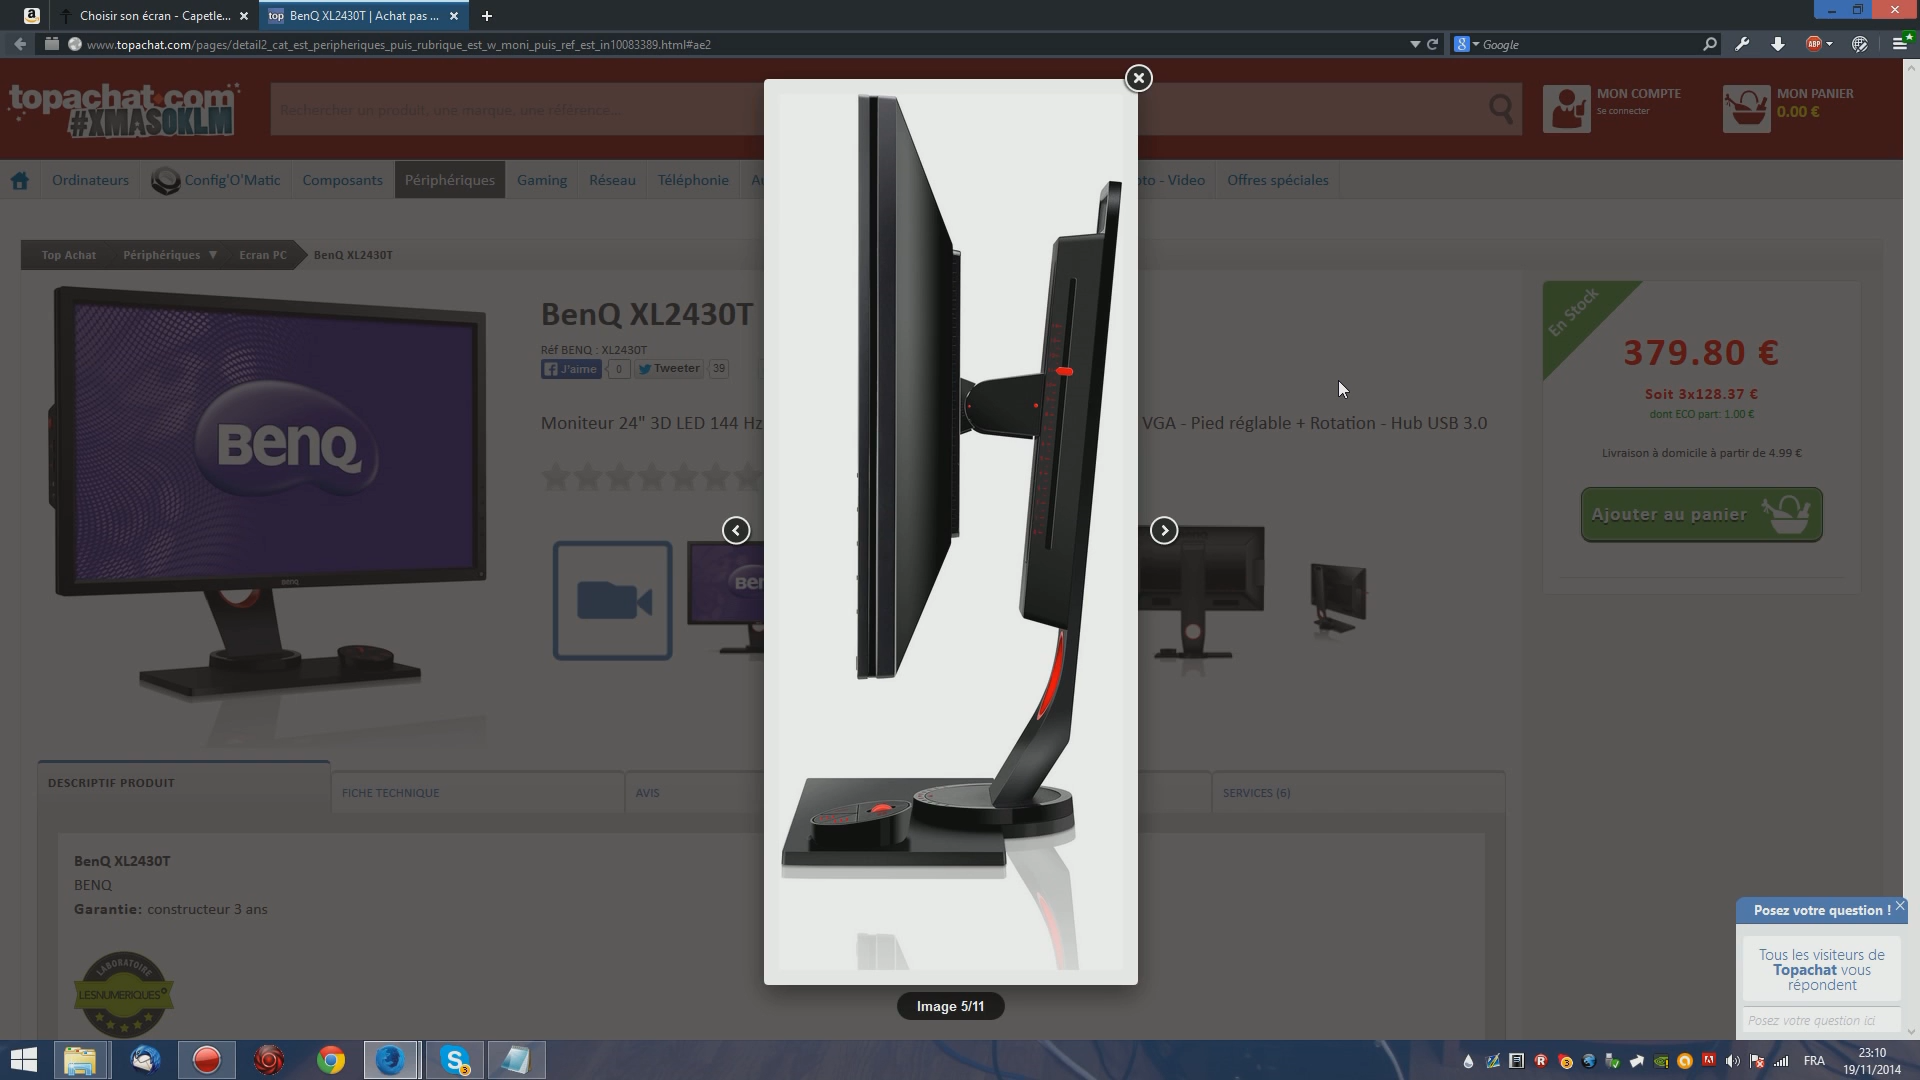 Choisir son écran - Capetle...
BenQ XL2430T | Achat pas ...
www.topachat.com/pages/detail2_cat_est_peripheriques_puis_rubrique_est_w_moni_puis_ref_est_in10083389.html#ae2
Google
topachat.com
#XMASOKLM
Rechercher un produit, une marque, une référence...
MON COMPTE
Se connecter
MON PANIER
0.00 €
Ordinateurs
Config'O'Matic
Composants
Périphériques
Gaming
Réseau
Téléphonie
oto - Video
Offres spéciales
Top Achat
Périphériques
Ecran PC
BenQ XL2430T
BenQ XL2430T
Réf BENQ : XL2430T
J'aime
0
Tweeter
39
Moniteur 24" 3D LED 144 Hz
VGA - Pied réglable + Rotation - Hub USB 3.0
BenQ
En Stock
379.80 €
Soit 3x128.37 €
dont ECO part: 1.00 €
Livraison à domicile à partir de 4.99 €
Ajouter au panier
DESCRIPTIF PRODUIT
FICHE TECHNIQUE
AVIS
SERVICES (6)
BenQ XL2430T
BENQ
Garantie: constructeur 3 ans
LABORATOIRE
LESNUMERIQUES
Image 5/11
Posez votre question !
Tous les visiteurs de
Topachat vous
répondent
Posez votre question ici
FRA
23:10
19/11/2014